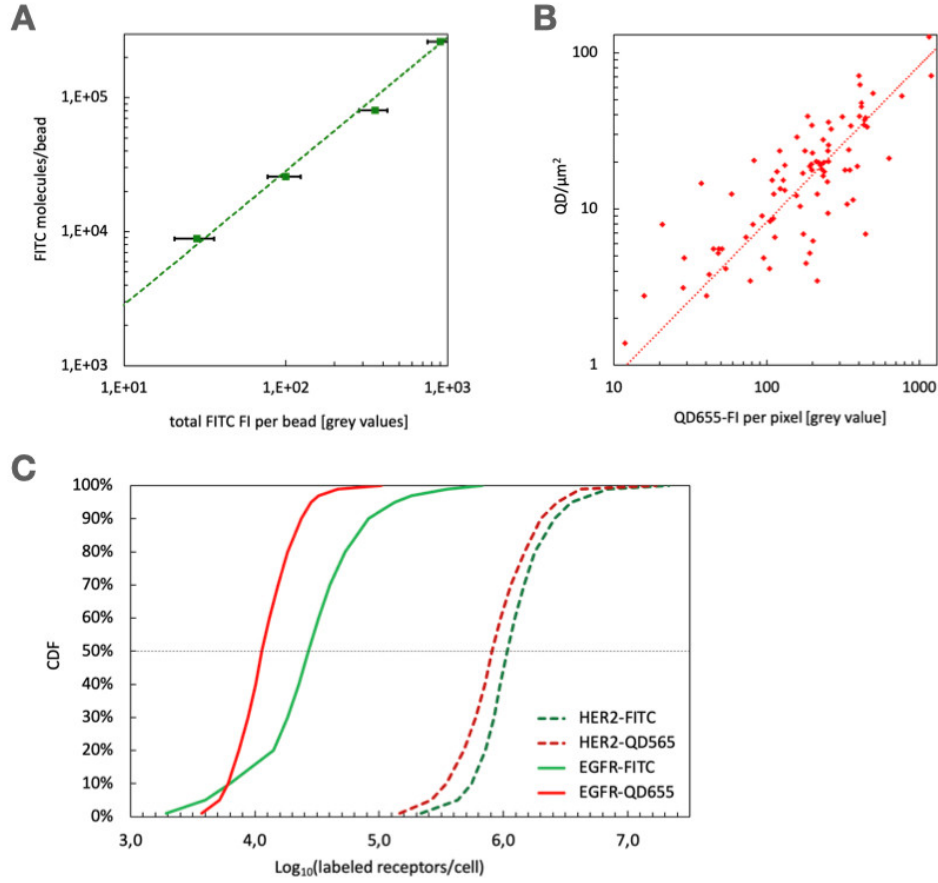 A
1,E+05
1,E+04
1,E+03
FITC molecules/bead
1,E+01
1,E+02
1,E+03
total FITC FI per bead [grey values]
B
100
10
1
QD/µm²
10
100
1000
QD655-FI per pixel [grey value]
C
100%
90%
80%
70%
60%
50%
40%
30%
20%
10%
0%
CDF
HER2-FITC
HER2-QD565
EGFR-FITC
EGFR-QD655
3,0
4,0
5,0
6,0
7,0
Log₁₀(labeled receptors/cell)